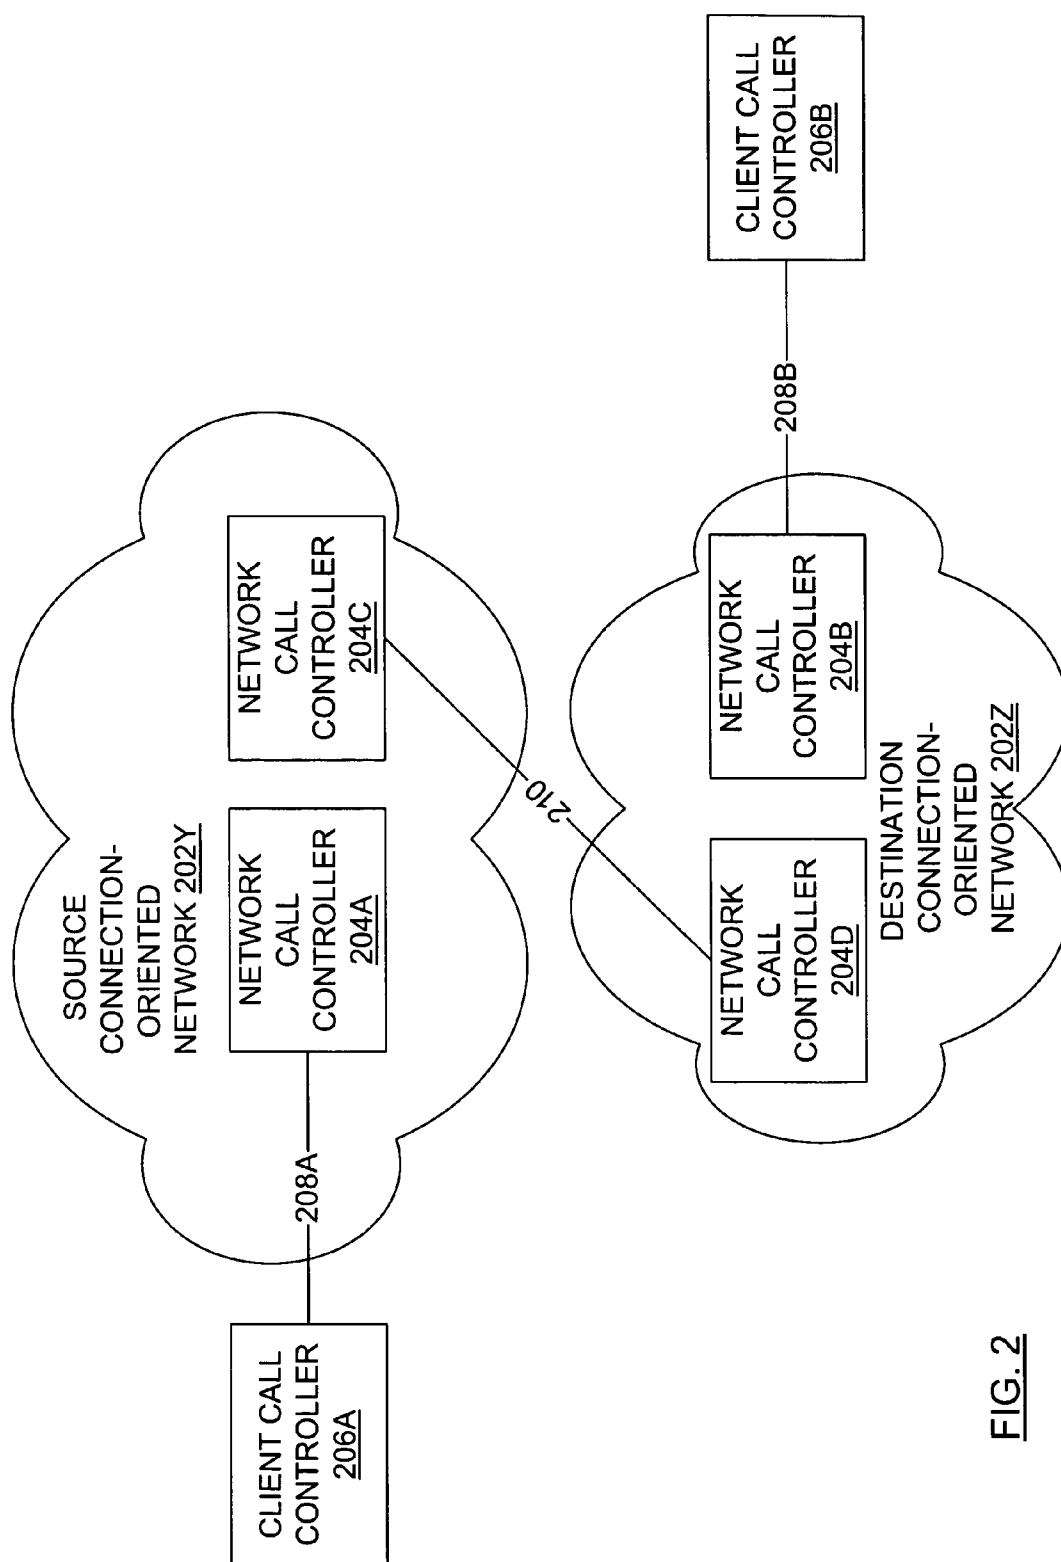 SOURCE
CONNECTION-
ORIENTED
NETWORK 202Y
CLIENT CALL
CONTROLLER
206A
208A
NETWORK
CALL
CONTROLLER
204A
NETWORK
CALL
CONTROLLER
204C
210
NETWORK
CALL
CONTROLLER
204D
NETWORK
CALL
CONTROLLER
204B
208B
CLIENT CALL
CONTROLLER
206B
DESTINATION
CONNECTION-
ORIENTED
NETWORK 202Z
FIG. 2